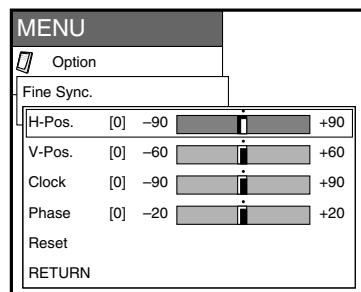 MENU
Option
Fine Sync.
H-Pos. [0] –90 +90
V-Pos. [0] –60 +60
Clock [0] –90 +90
Phase [0] –20 +20
Reset
RETURN